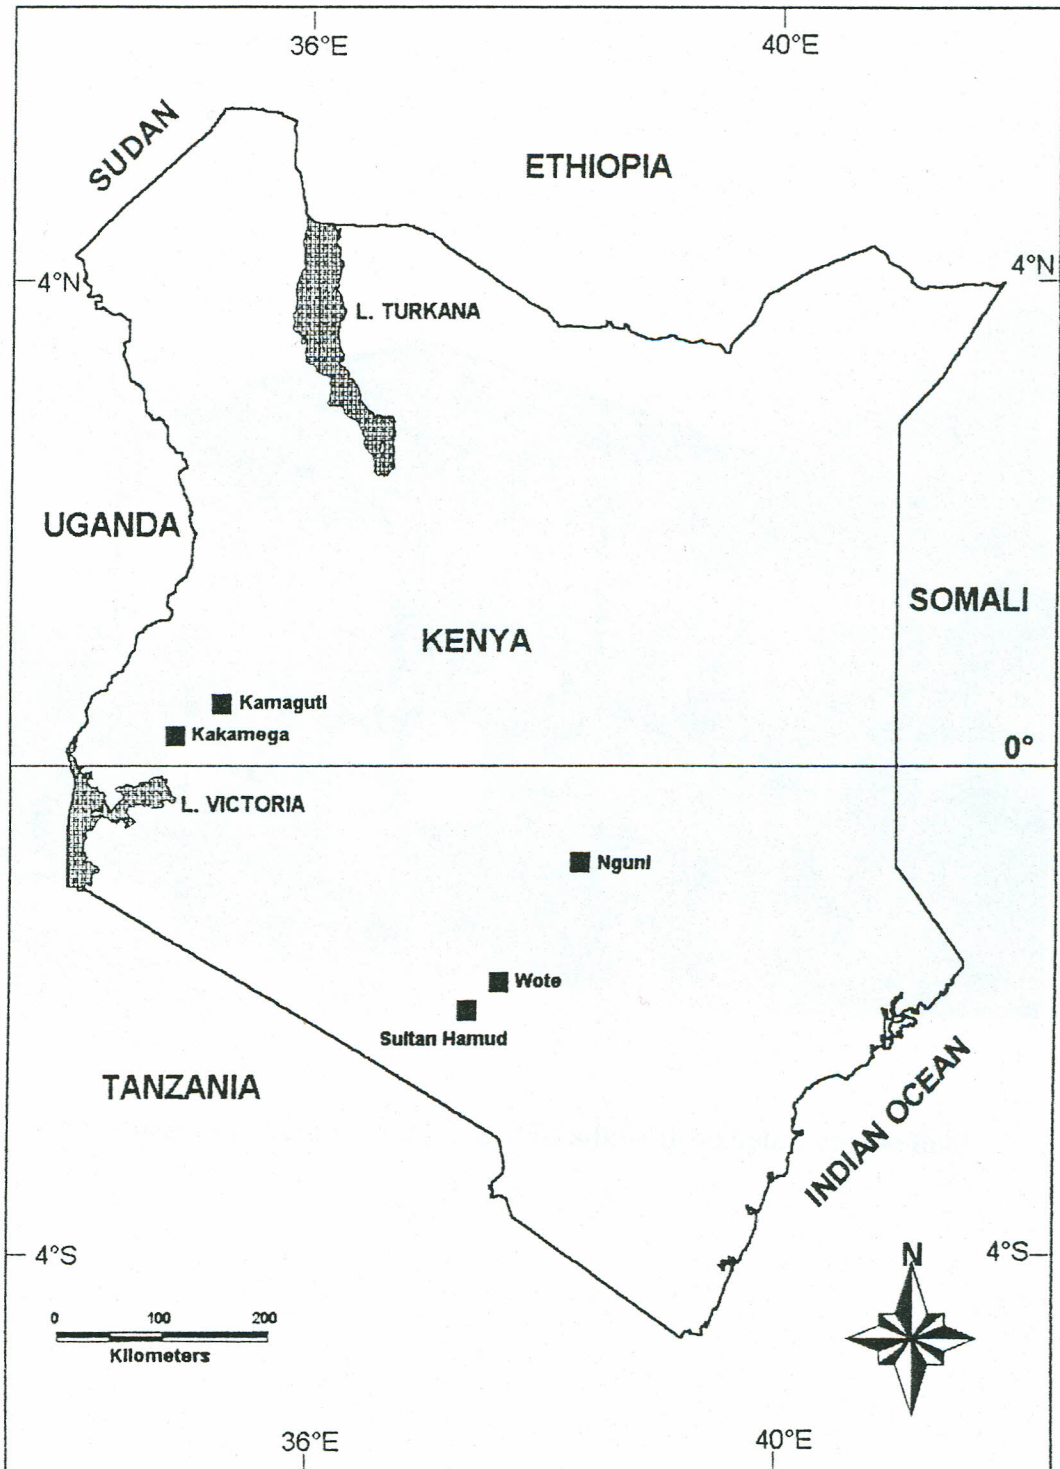 36°E 40°E
SUDAN
ETHIOPIA
4°N 4°N
L. TURKANA
UGANDA
SOMALI
KENYA
Kamaguti
Kakamega
0°
L. VICTORIA
Nguni
Wote
Sultan Hamud
TANZANIA
INDIAN OCEAN
4°S 4°S
N
0 100 200
Kilometers
36°E 40°E